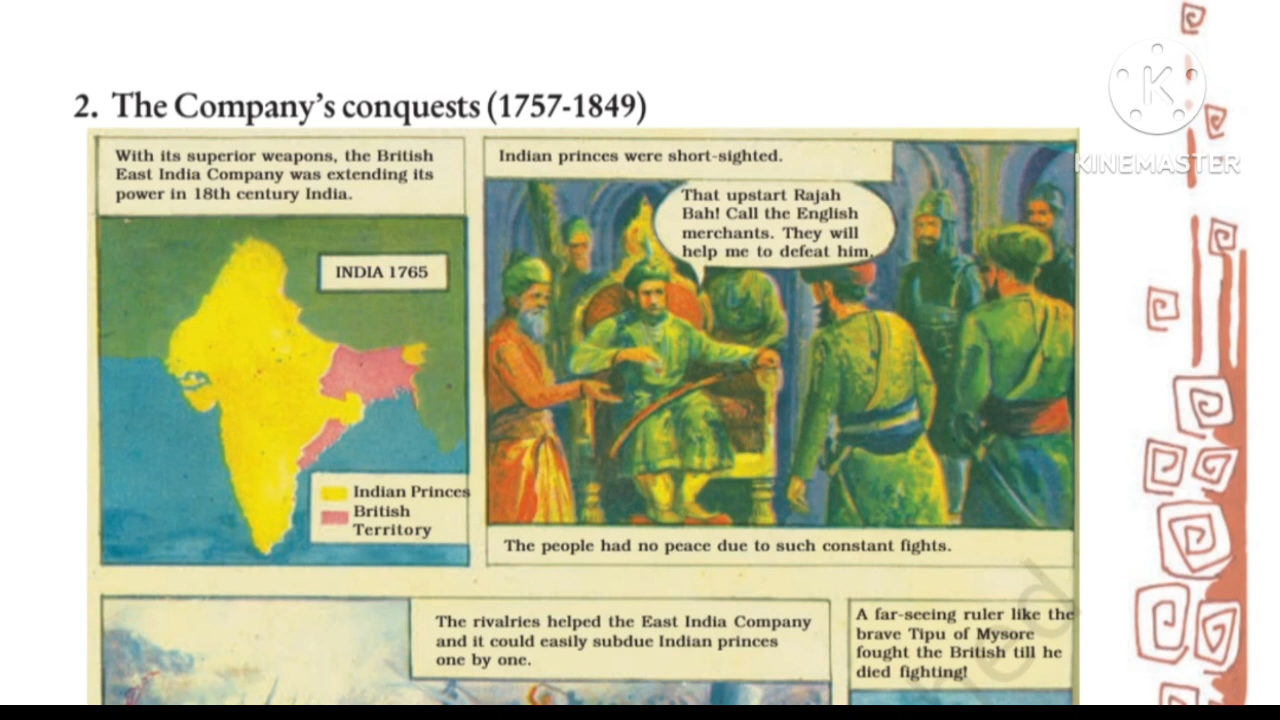 2. The Company's conquests (1757-1849)
With its superior weapons, the British
East India Company was extending its
power in 18th century India.
INDIA 1765
Indian Princes
British
Territory
Indian princes were short-sighted.
That upstart Rajah
Bah! Call the English
merchants. They will
help me to defeat him.
The people had no peace due to such constant fights.
The rivalries helped the East India Company
and it could easily subdue Indian princes
one by one.
A far-seeing ruler like the
brave Tipu of Mysore
fought the British till he
died fighting!
K
KINEMASTER